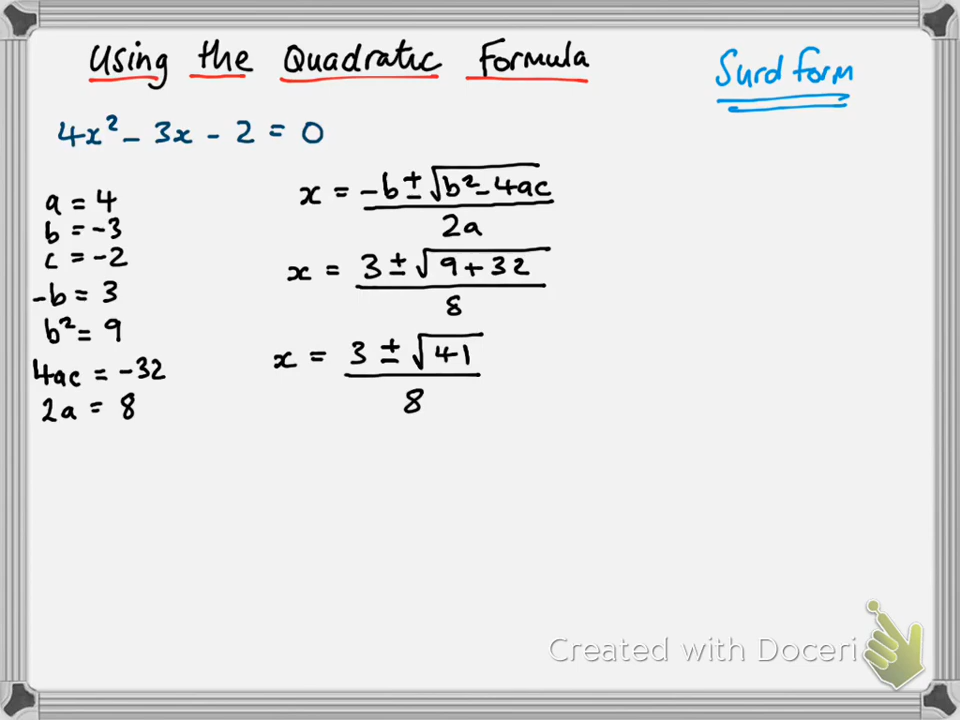 Using the Quadratic Formula
Surd form
4x² - 3x - 2 = 0
a = 4
b = -3
c = -2
-b = 3
b² = 9
4ac = -32
2a = 8
x = -b ± √b² - 4ac
2a
x = 3 ± √9 + 32
8
x = 3 ± √41
8
Created with Doceri